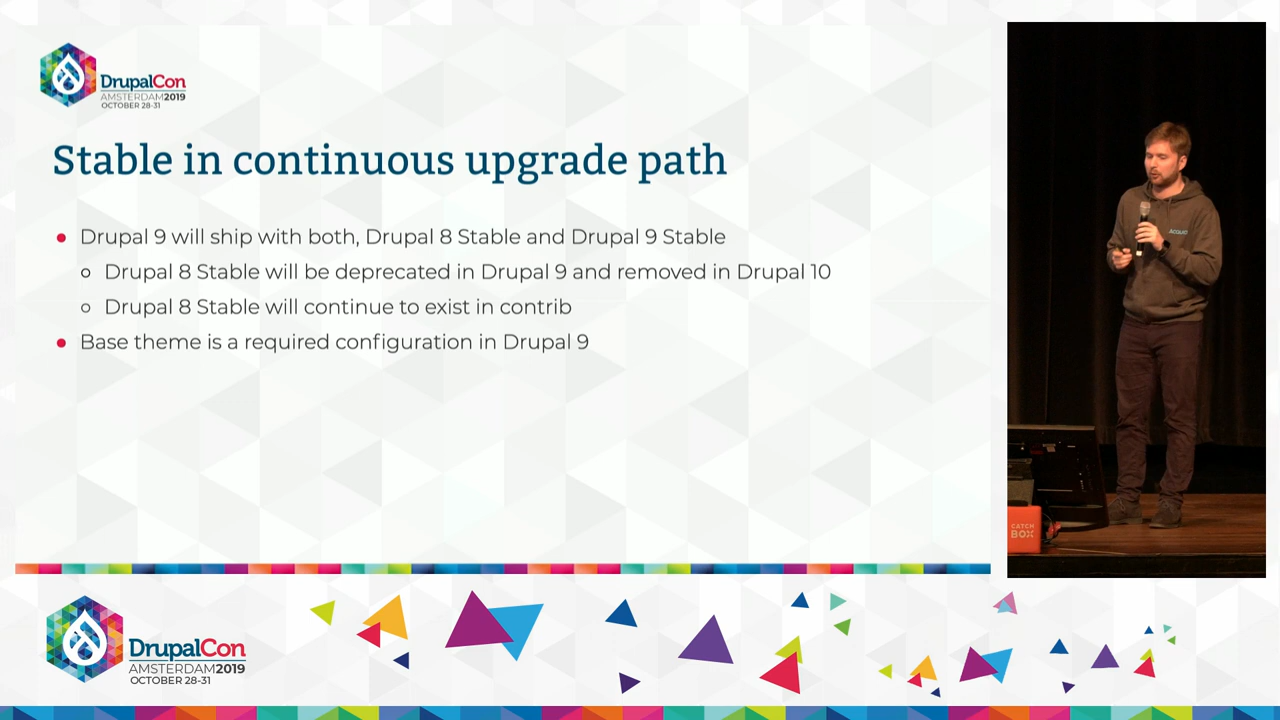 DrupalCon
AMSTERDAM2019
OCTOBER 28-31
Stable in continuous upgrade path
Drupal 9 will ship with both, Drupal 8 Stable and Drupal 9 Stable
Drupal 8 Stable will be deprecated in Drupal 9 and removed in Drupal 10
Drupal 8 Stable will continue to exist in contrib
Base theme is a required configuration in Drupal 9
CATCH
BOX
DrupalCon
AMSTERDAM2019
OCTOBER 28-31